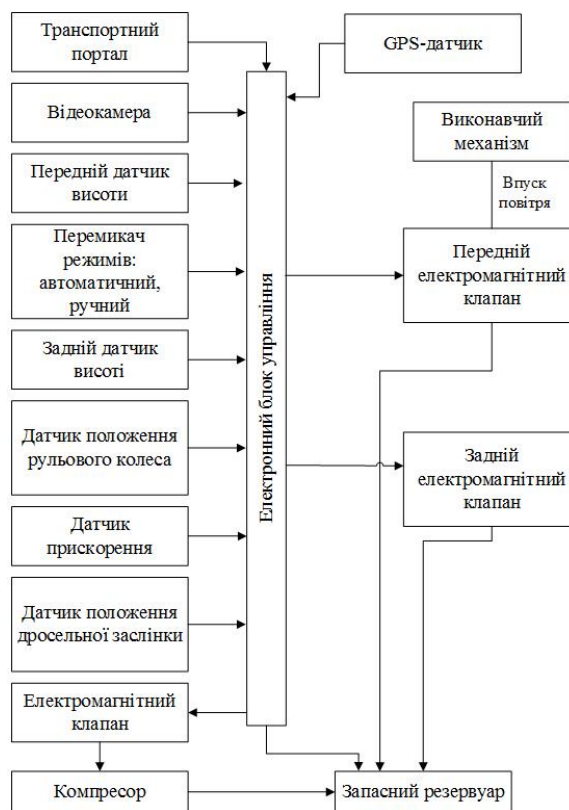 Транспортний
портал
GPS-датчик
Відеокамера
Виконавчий
механізм
Передній датчик
висоти
Впуск
повітря
Перемикач
режимів:
автоматичний,
ручний
Передній
електромагнітний
клапан
Електронний блок управління
Задній датчик
висоті
Датчик положення
рульового колеса
Задній
електромагнітний
клапан
Датчик
прискорення
Датчик положення
дросельної заслінки
Електромагнітний
клапан
Компресор
Запасний резервуар